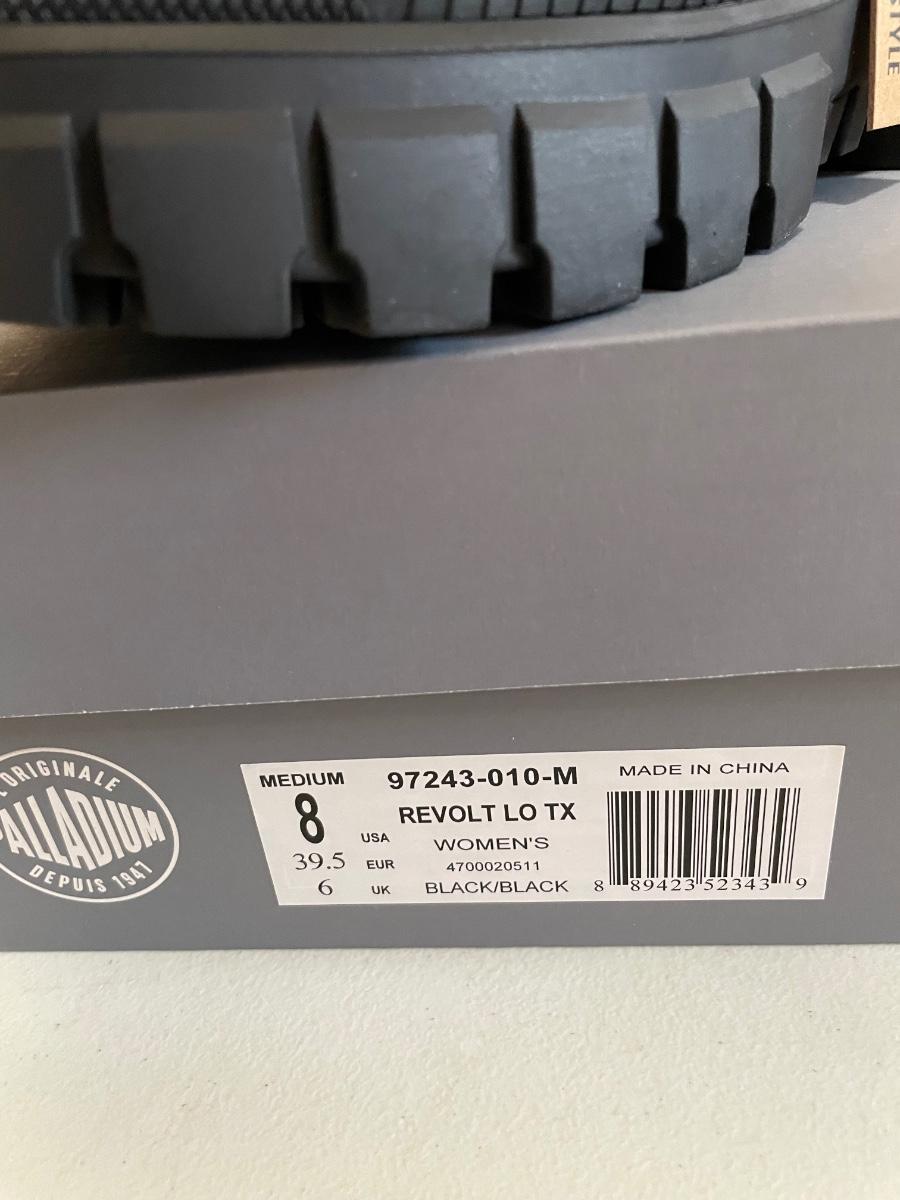 STYLE
L'ORIGINALE
PALLADIUM
DEPUIS 1947
MEDIUM
8 USA
39.5 EUR
6 UK
97243-010-M
REVOLT LO TX
WOMEN'S
4700020511
BLACK/BLACK
MADE IN CHINA
8 89423 52343 9